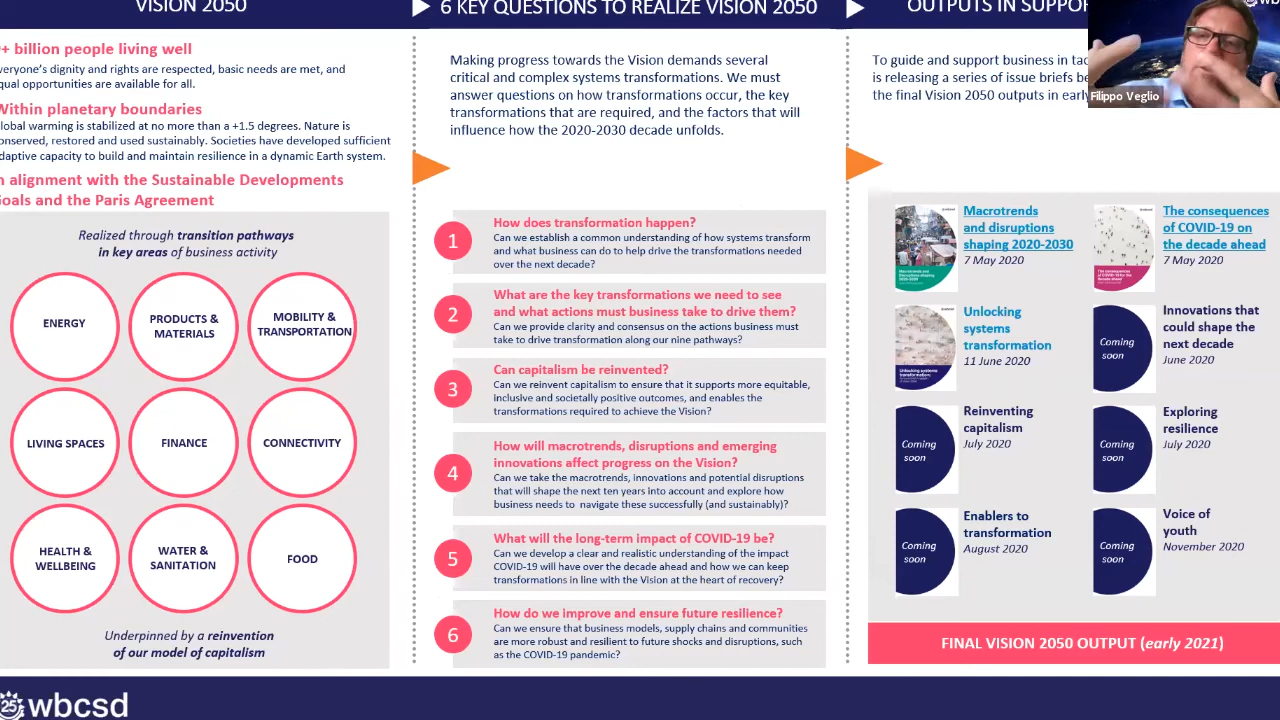 VISION 2050
+ billion people living well
veryone's dignity and rights are respected, basic needs are met, and
qual opportunities are available for all.
Within planetary boundaries
lobal warming is stabilized at no more than a +1.5 degrees. Nature is
onserved, restored and used sustainably. Societies have developed sufficient
daptive capacity to build and maintain resilience in a dynamic Earth system.
n alignment with the Sustainable Developments
Goals and the Paris Agreement
Realized through transition pathways
in key areas of business activity
ENERGY
PRODUCTS &
MATERIALS
MOBILITY &
TRANSPORTATION
LIVING SPACES
FINANCE
CONNECTIVITY
HEALTH &
WELLBEING
WATER &
SANITATION
FOOD
Underpinned by a reinvention
of our model of capitalism
6 KEY QUESTIONS TO REALIZE VISION 2050
Making progress towards the Vision demands several
critical and complex systems transformations. We must
answer questions on how transformations occur, the key
transformations that are required, and the factors that will
influence how the 2020-2030 decade unfolds.
1
How does transformation happen?
Can we establish a common understanding of how systems transform
and what business can do to help drive the transformations needed
over the next decade?
2
What are the key transformations we need to see
and what actions must business take to drive them?
Can we provide clarity and consensus on the actions business must
take to drive transformation along our nine pathways?
3
Can capitalism be reinvented?
Can we reinvent capitalism to ensure that it supports more equitable,
inclusive and societally positive outcomes, and enables the
transformations required to achieve the Vision?
4
How will macrotrends, disruptions and emerging
innovations affect progress on the Vision?
Can we take the macrotrends, innovations and potential disruptions
that will shape the next ten years into account and explore how
business needs to navigate these successfully (and sustainably)?
5
What will the long-term impact of COVID-19 be?
Can we develop a clear and realistic understanding of the impact
COVID-19 will have over the decade ahead and how we can keep
transformations in line with the Vision at the heart of recovery?
6
How do we improve and ensure future resilience?
Can we ensure that business models, supply chains and communities
are more robust and resilient to future shocks and disruptions, such
as the COVID-19 pandemic?
OUTPUTS IN SUPPOR
To guide and support business in tac
is releasing a series of issue briefs be
the final Vision 2050 outputs in early
wb
Filippo Veglio
Macrotrends
and disruptions
shaping 2020-2030
7 May 2020
The consequences
of COVID-19 on
the decade ahead
7 May 2020
Unlocking
systems
transformation
11 June 2020
Coming
soon
Innovations that
could shape the
next decade
June 2020
Coming
soon
Reinventing
capitalism
July 2020
Coming
soon
Exploring
resilience
July 2020
Coming
soon
Enablers to
transformation
August 2020
Coming
soon
Voice of
youth
November 2020
FINAL VISION 2050 OUTPUT (early 2021)
25 wbcsd